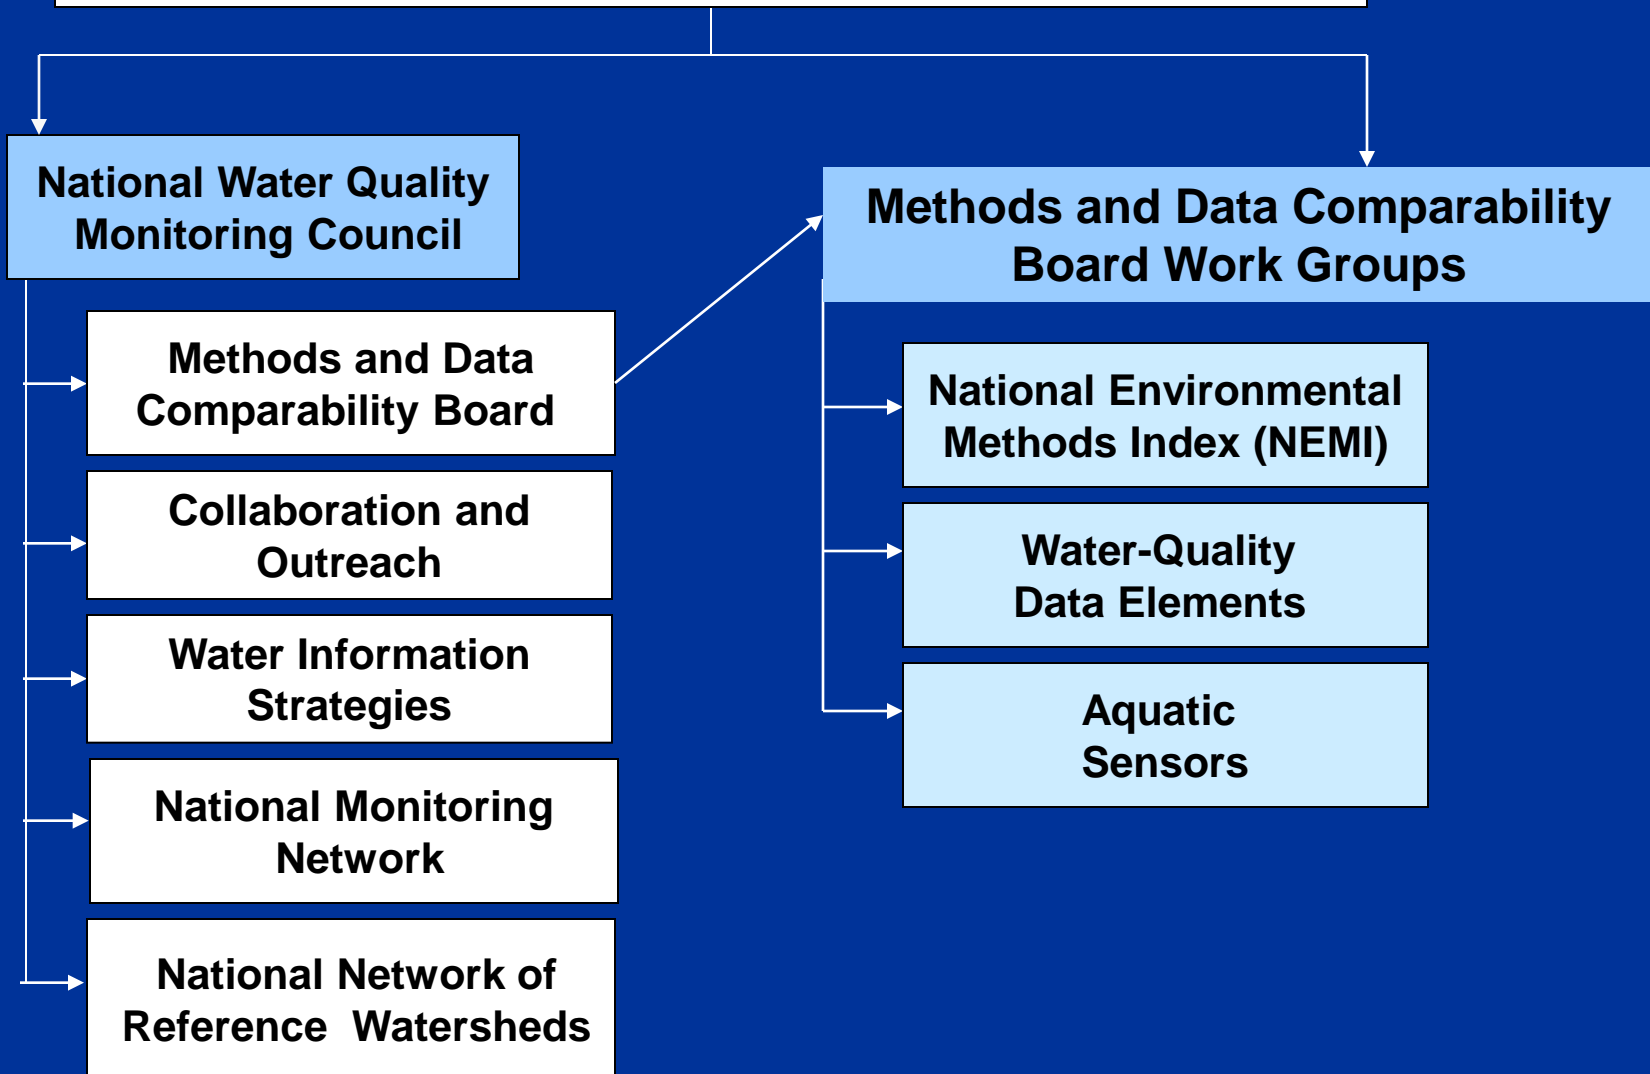 National Water Quality
Monitoring Council
Methods and Data
Comparability Board
Collaboration and
Outreach
Water Information
Strategies
National Monitoring
Network
National Network of
Reference Watersheds
Methods and Data Comparability
Board Work Groups
National Environmental
Methods Index (NEMI)
Water-Quality
Data Elements
Aquatic
Sensors